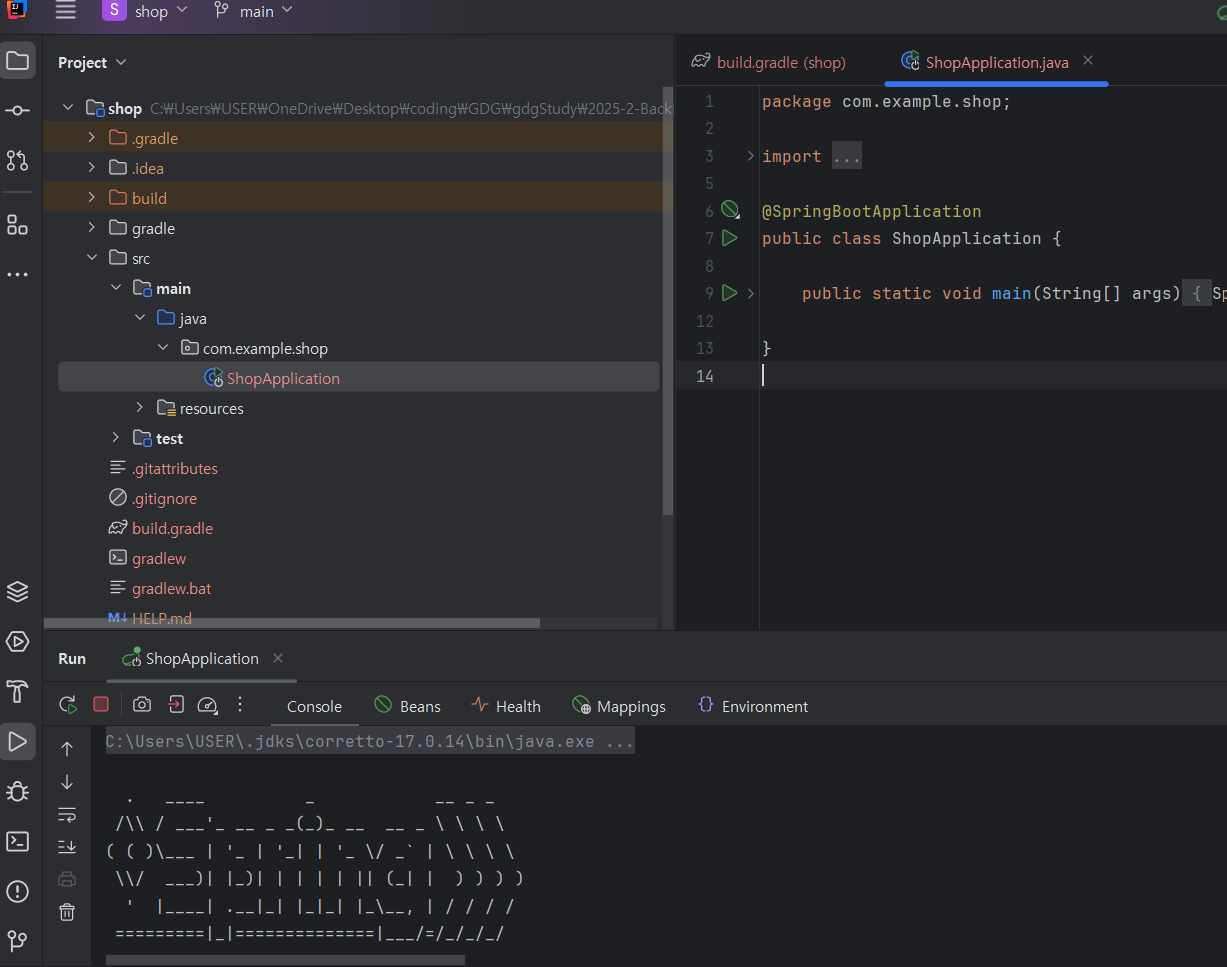 S shop main
Project
shop C:₩Users₩USER₩OneDrive₩Desktop₩coding₩GDG₩gdgStudy₩2025-2-Back
.gradle
.idea
build
gradle
src
main
java
com.example.shop
ShopApplication
resources
test
.gitattributes
.gitignore
build.gradle
gradlew
gradlew.bat
M↓ HELP.md
build.gradle (shop) ShopApplication.java
1 package com.example.shop;
2
3 import ...
5
6 @SpringBootApplication
7 public class ShopApplication {
8
9 public static void main(String[] args) { Sp
12
13 }
14
Run ShopApplication
Console Beans Health Mappings Environment
C:\Users\USER\.jdks\corretto-17.0.14\bin\java.exe ...
  .   ____          _            __ _ _
 /\\ / ___'_ __ _ _(_)_ __  __ _ \ \ \ \
( ( )\___ | '_ | '_| | '_ \/ _` | \ \ \ \
 \\/  ___)| |_)| | | | | || (_| |  ) ) ) )
  '  |____| .__|_| |_|_| |_\__, | / / / /
 =========|_|==============|___/=/_/_/_/